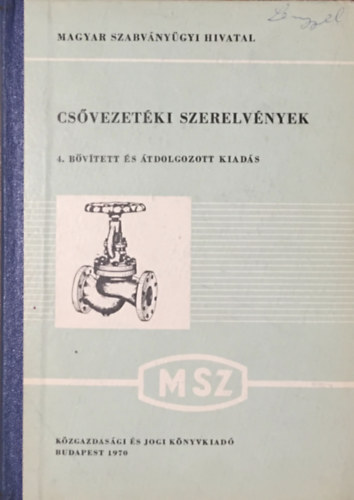 MAGYAR SZABVÁNYÜGYI HIVATAL
CSŐVEZETÉKI SZERELVÉNYEK
4. BŐVÍTETT ÉS ÁTDOLGOZOTT KIADÁS
MSZ
KÖZGAZDASÁGI ÉS JOGI KÖNYVKIADÓ
BUDAPEST 1970